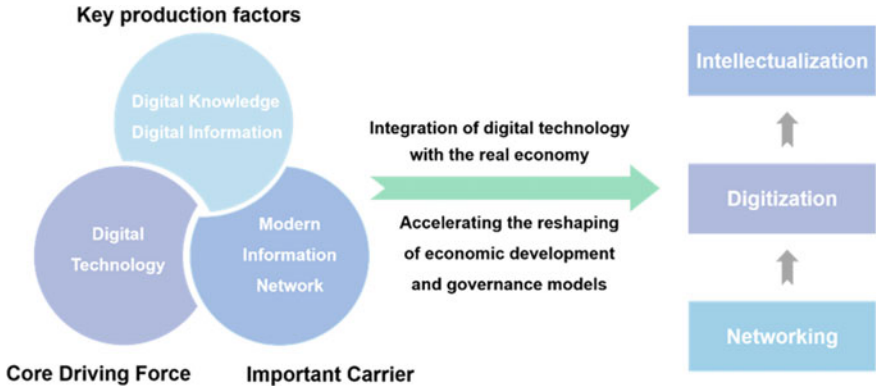 Key production factors
Digital Knowledge
Digital Information
Digital
Technology
Modern
Information
Network
Core Driving Force
Important Carrier
Integration of digital technology
with the real economy
Accelerating the reshaping
of economic development
and governance models
Intellectualization
Digitization
Networking